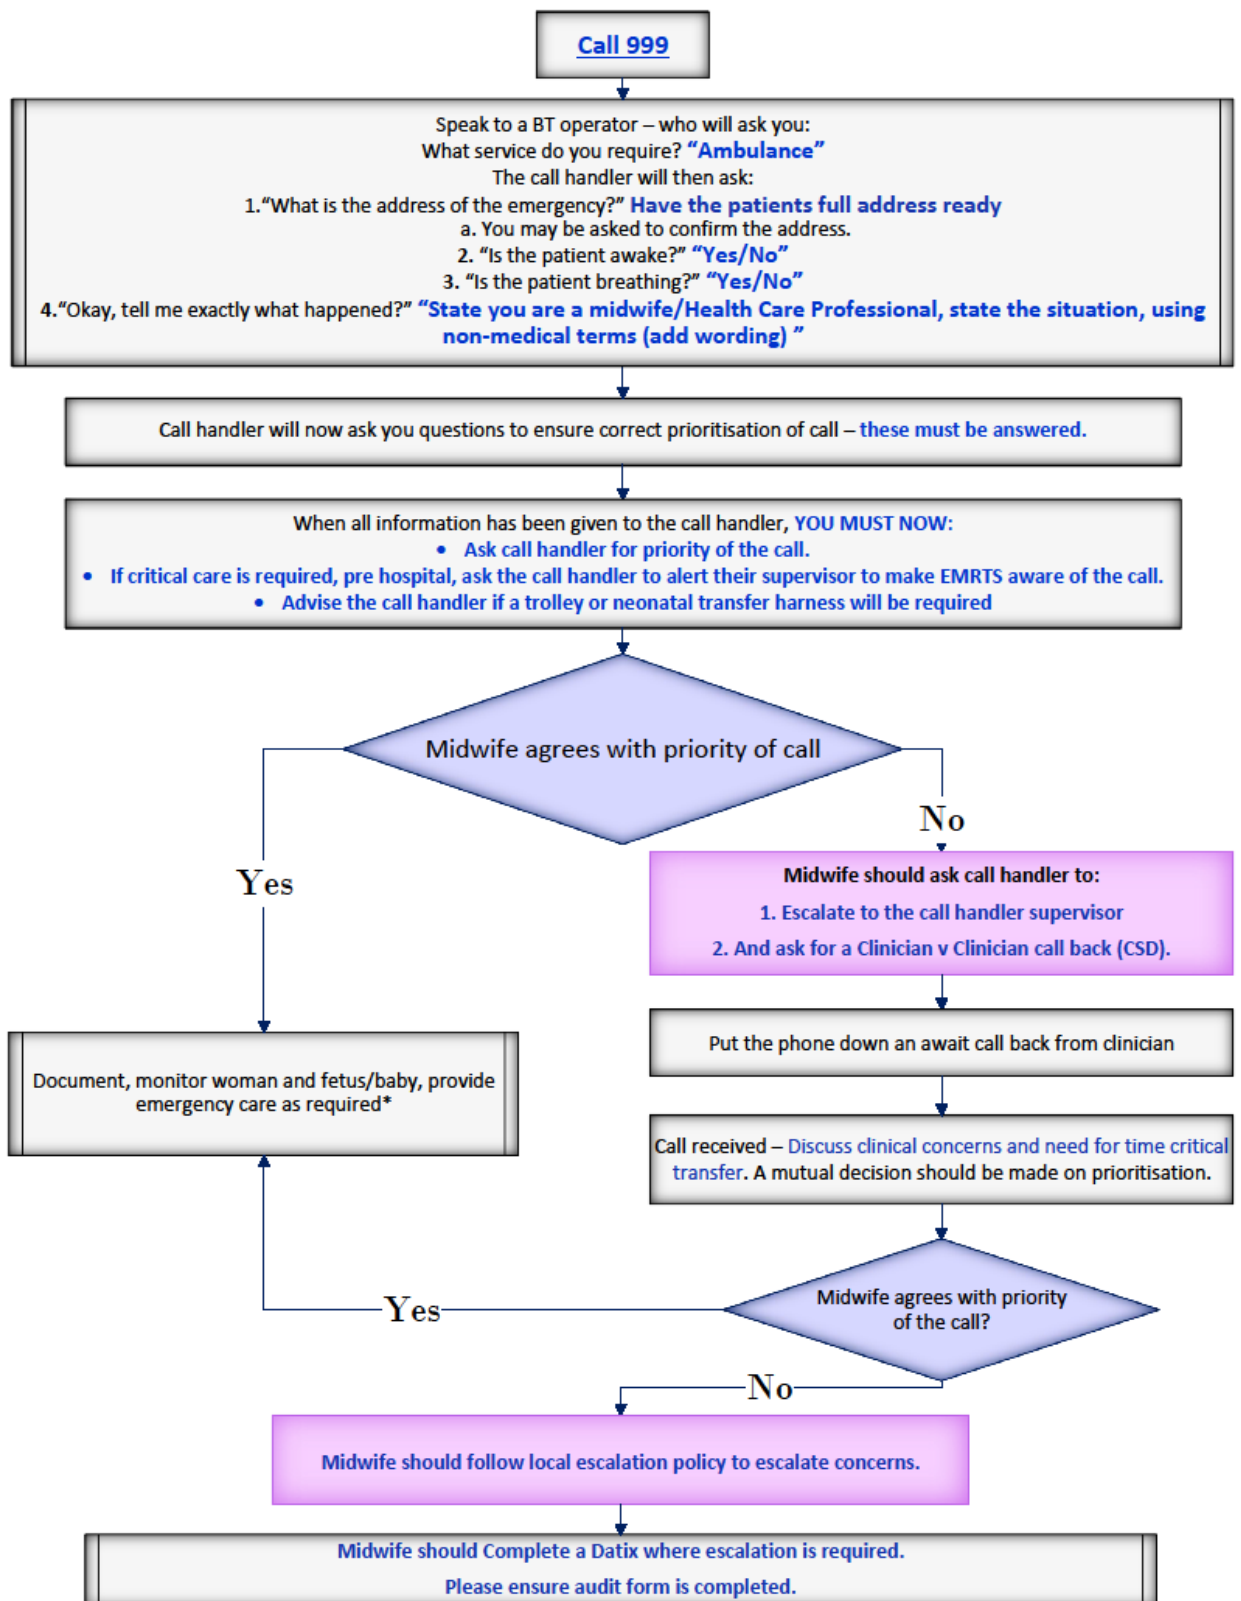 Call 999
Speak to a BT operator – who will ask you:
What service do you require? “Ambulance”
The call handler will then ask:
1.“What is the address of the emergency?” Have the patients full address ready
a. You may be asked to confirm the address.
2. “Is the patient awake?” “Yes/No”
3. “Is the patient breathing?” “Yes/No”
4.“Okay, tell me exactly what happened?” “State you are a midwife/Health Care Professional, state the situation, using
non-medical terms (add wording) ”
Call handler will now ask you questions to ensure correct prioritisation of call – these must be answered.
When all information has been given to the call handler, YOU MUST NOW:
• Ask call handler for priority of the call.
• If critical care is required, pre hospital, ask the call handler to alert their supervisor to make EMRTS aware of the call.
• Advise the call handler if a trolley or neonatal transfer harness will be required
Midwife agrees with priority of call
No
Yes
Midwife should ask call handler to:
1. Escalate to the call handler supervisor
2. And ask for a Clinician v Clinician call back (CSD).
Put the phone down an await call back from clinician
Document, monitor woman and fetus/baby, provide
emergency care as required*
Call received – Discuss clinical concerns and need for time critical
transfer. A mutual decision should be made on prioritisation.
Midwife agrees with priority
of the call?
Yes
No
Midwife should follow local escalation policy to escalate concerns.
Midwife should Complete a Datix where escalation is required.
Please ensure audit form is completed.